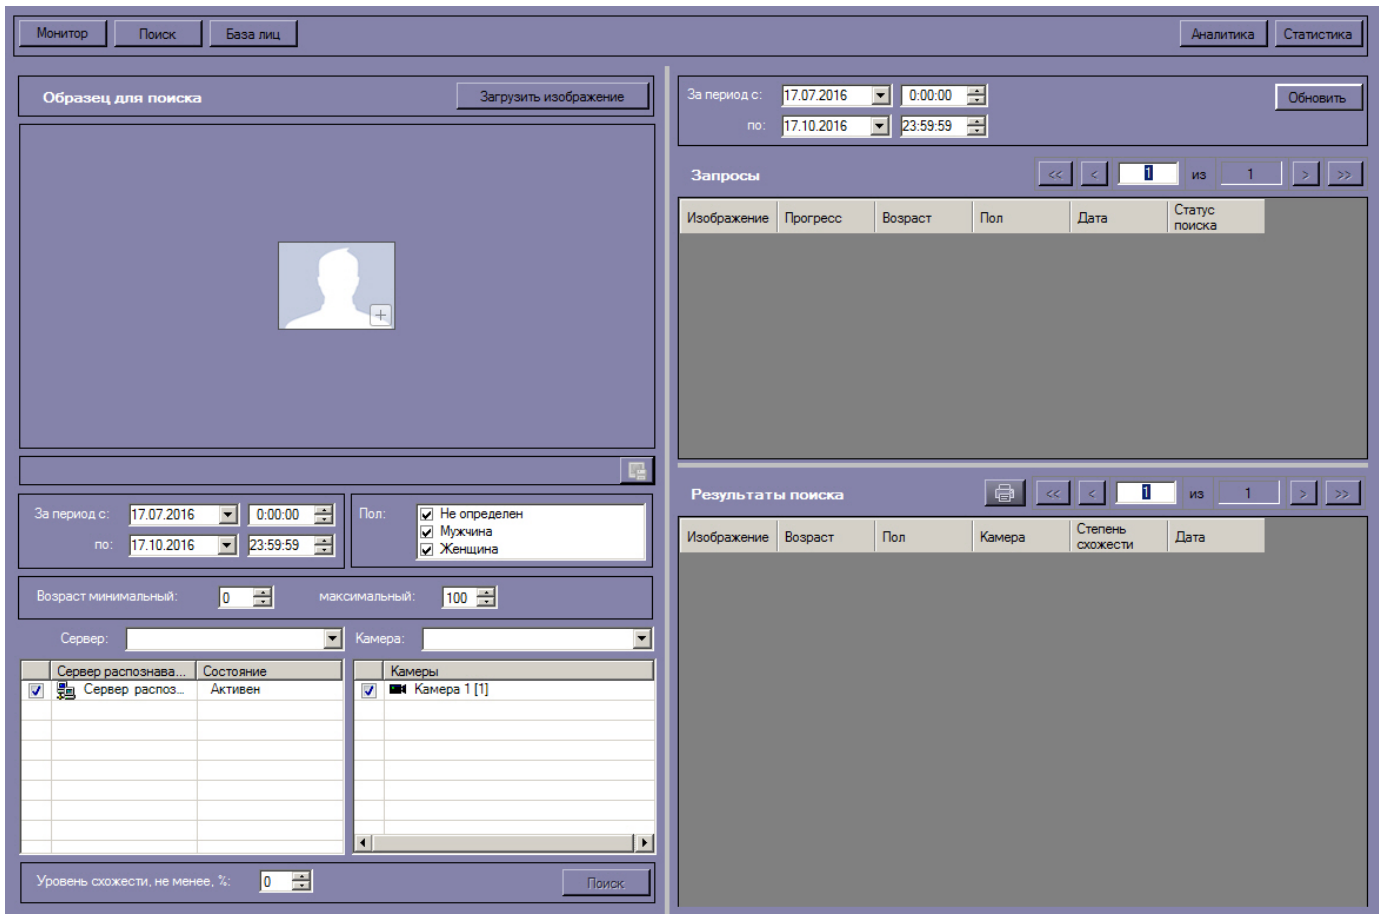 Монитор Поиск База лиц Аналитика Статистика
Образец для поиска Загрузить изображение
За период с: 17.07.2016 0:00:00
по: 17.10.2016 23:59:59
Обновить
Запросы << < 1 из 1 > >>
Изображение Прогресс Возраст Пол Дата Статус поиска
За период с: 17.07.2016 0:00:00
по: 17.10.2016 23:59:59
Пол: Не определен
Мужчина
Женщина
Возраст минимальный: 0 максимальный: 100
Сервер: Камера:
Сервер распознава... Состояние
Сервер распоз... Активен
Камеры
Камера 1 [1]
Уровень схожести, не менее, %: 0 Поиск
Результаты поиска << < 1 из 1 > >>
Изображение Возраст Пол Камера Степень схожести Дата